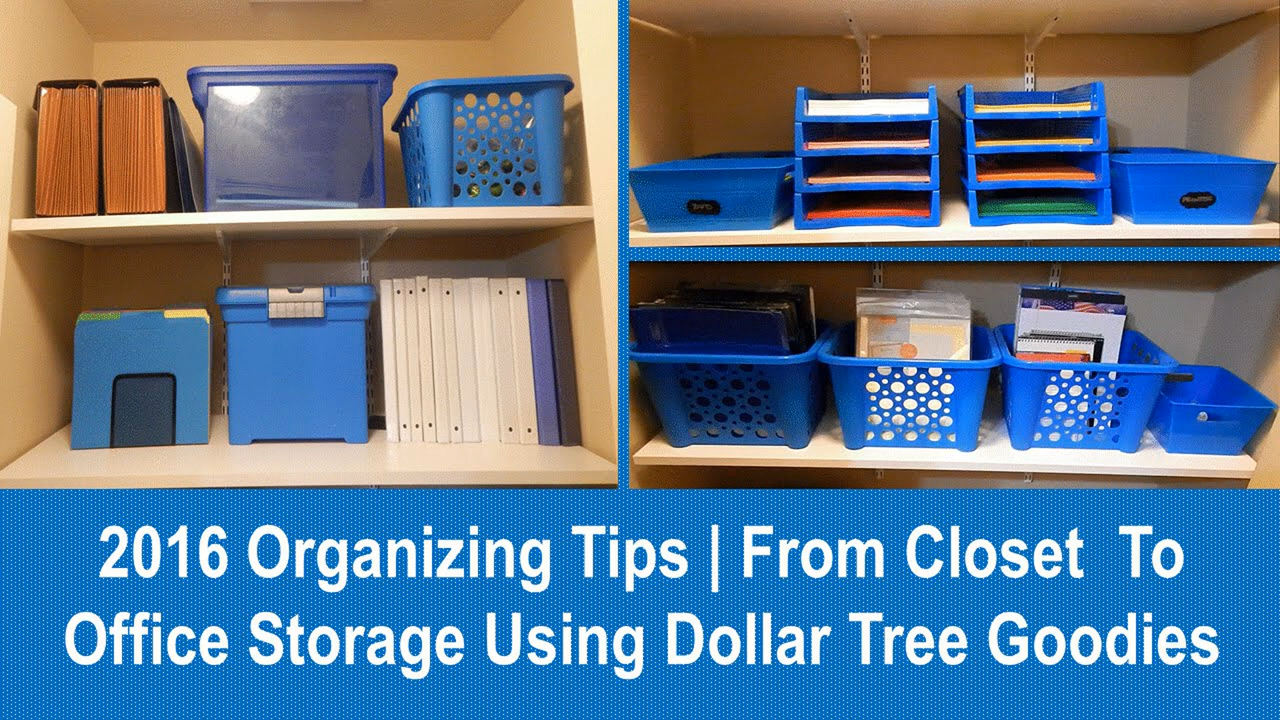 2016 Organizing Tips | From Closet To
Office Storage Using Dollar Tree Goodies